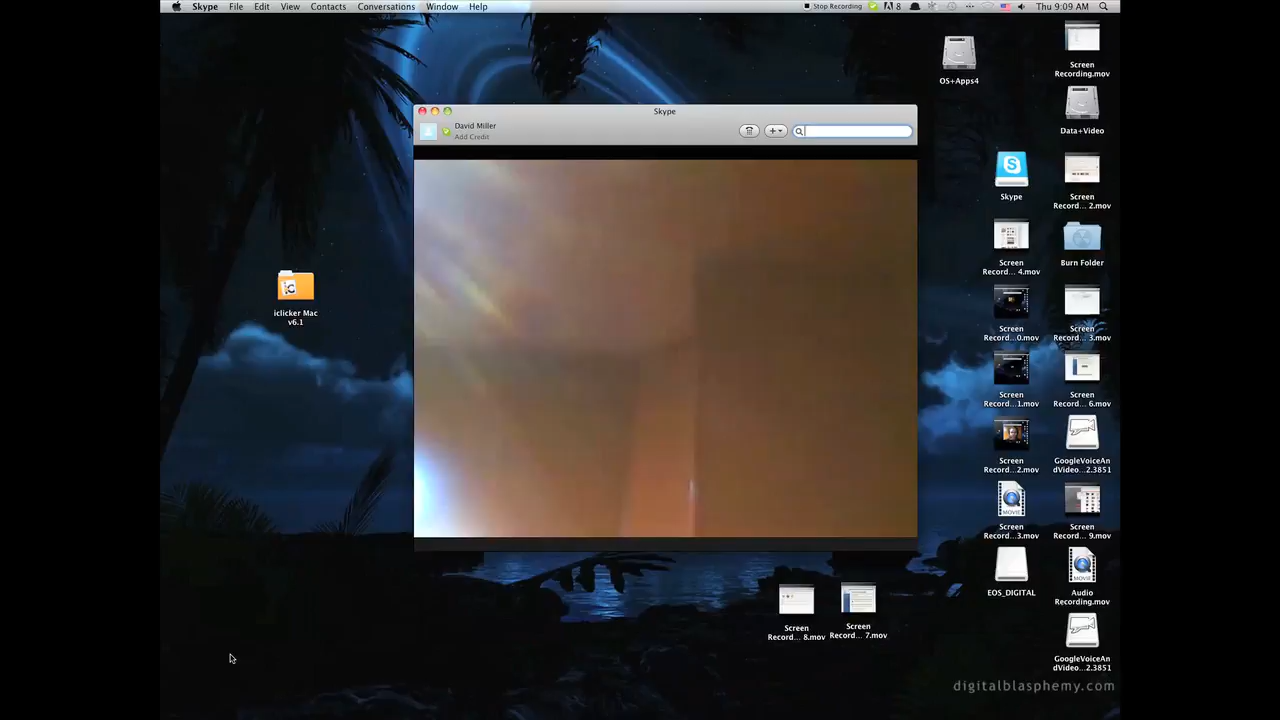 Skype File Edit View Contacts Conversations Window Help Stop Recording 8 Thu 9:09 AM
OS+Apps4
Screen
Recording.mov
Skype
David Miller
Add Credit
Data+Video
Skype
Screen
Record... 2.mov
Screen
Record... 4.mov
Burn Folder
iclicker Mac
v6.1
Screen
Record...0.mov
Screen
Record... 3.mov
Screen
Record...1.mov
Screen
Record... 6.mov
Screen
Record...2.mov
GoogleVoiceAn
dVideo...2.3851
MOVIE
Screen
Record...3.mov
Screen
Record... 9.mov
EOS_DIGITAL
MOVIE
Audio
Recording.mov
Screen
Record... 8.mov
Screen
Record... 7.mov
GoogleVoiceAn
dVideo...2.3851
digitalblasphemy.com